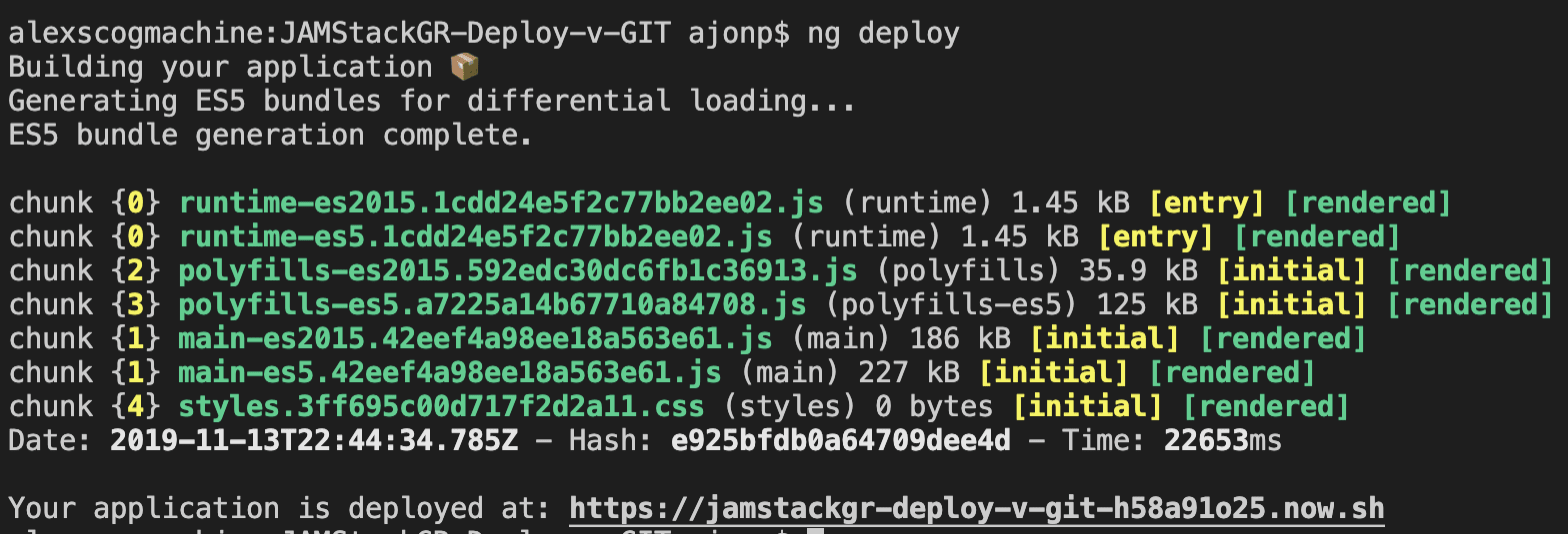 alexscogmachine:JAMStackGR-Deploy-v-GIT ajonp$ ng deploy
Building your application 📦
Generating ES5 bundles for differential loading...
ES5 bundle generation complete.
chunk {0} runtime-es2015.1cdd24e5f2c77bb2ee02.js (runtime) 1.45 kB [entry] [rendered]
chunk {0} runtime-es5.1cdd24e5f2c77bb2ee02.js (runtime) 1.45 kB [entry] [rendered]
chunk {2} polyfills-es2015.592edc30dc6fb1c36913.js (polyfills) 35.9 kB [initial] [rendered]
chunk {3} polyfills-es5.a7225a14b67710a84708.js (polyfills-es5) 125 kB [initial] [rendered]
chunk {1} main-es2015.42eef4a98ee18a563e61.js (main) 186 kB [initial] [rendered]
chunk {1} main-es5.42eef4a98ee18a563e61.js (main) 227 kB [initial] [rendered]
chunk {4} styles.3ff695c00d717f2d2a11.css (styles) 0 bytes [initial] [rendered]
Date: 2019-11-13T22:44:34.785Z - Hash: e925bfdb0a64709dee4d - Time: 22653ms
Your application is deployed at: https://jamstackgr-deploy-v-git-h58a91o25.now.sh